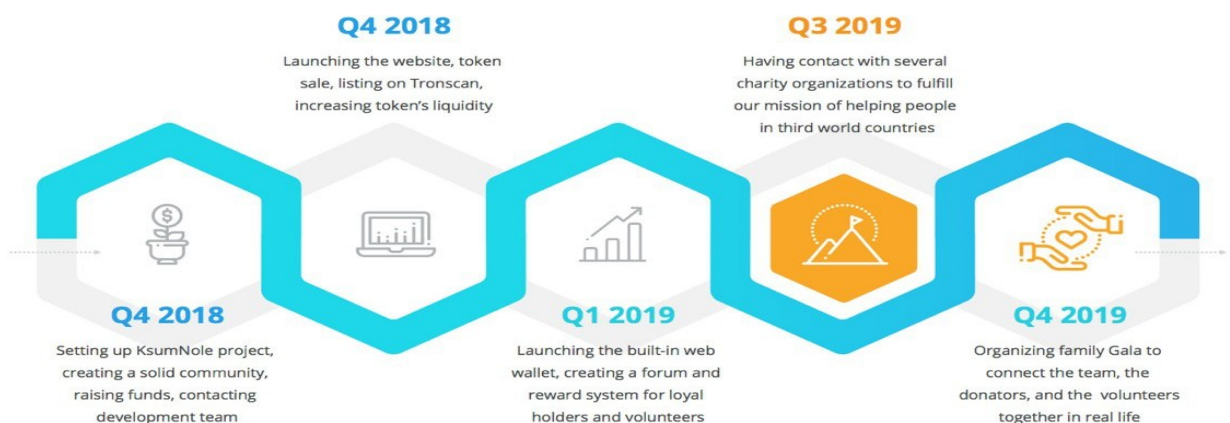 Q4 2018
Launching the website, token
sale, listing on Tronscan,
increasing token's liquidity
Q3 2019
Having contact with several
charity organizations to fulfill
our mission of helping people
in third world countries
Q4 2018
Setting up KsumNole project,
creating a solid community,
raising funds, contacting
development team
Q1 2019
Launching the built-in web
wallet, creating a forum and
reward system for loyal
holders and volunteers
Q4 2019
Organizing family Gala to
connect the team, the
donators, and the volunteers
together in real life